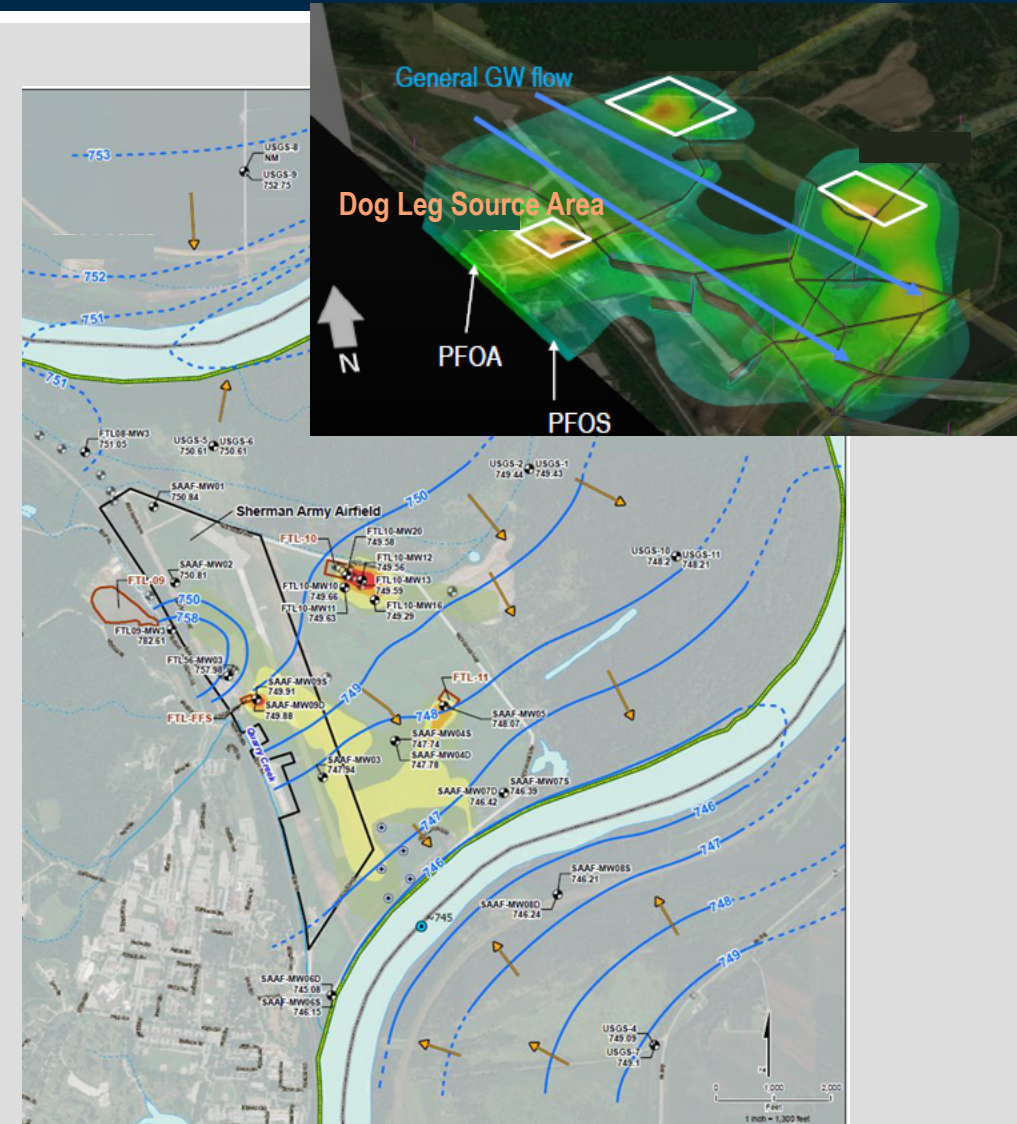 General GW flow
Dog Leg Source Area
PFOA
PFOS
N
753
USGS-8
NM
USGS-9
752.75
752
751
751
FTL08-MW3
751.05
USGS-5
750.61
USGS-6
750.61
USGS-2
749.44
USGS-1
749.43
SAAF-MW01
750.84
750
Sherman Army Airfield
FTL-10
FTL10-MW20
749.58
FTL10-MW12
749.56
FTL10-MW13
749.59
FTL10-MW10
749.66
FTL10-MW11
749.63
FTL10-MW16
749.29
USGS-10
748.2
USGS-11
748.21
SAAF-MW02
750.81
FTL-09
750
758
FTL09-MW3
782.61
FTL56-MW03
757.98
SAAF-MW09S
749.91
SAAF-MW09D
749.88
FTL-FFS
749
FTL-11
748
SAAF-MW05
748.07
SAAF-MW04S
747.74
SAAF-MW04D
747.78
Quarry Creek
SAAF-MW03
747.94
SAAF-MW07S
746.39
SAAF-MW07D
746.42
747
746
746
747
748
749
SAAF-MW08S
746.21
SAAF-MW08D
746.24
~745
SAAF-MW06D
745.08
SAAF-MW06S
746.15
USGS-4
749.09
USGS-7
749.1
0 1,000 2,000
Feet
1 inch = 1,300 feet